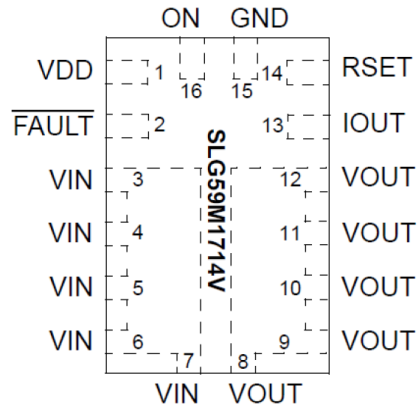 ON GND
VDD 1 16 15 14 RSET
FAULT 2 13 IOUT
VIN 3 12 VOUT
VIN 4 11 VOUT
VIN 5 10 VOUT
VIN 6 9 VOUT
7 8
VIN VOUT
SLG59M1714V